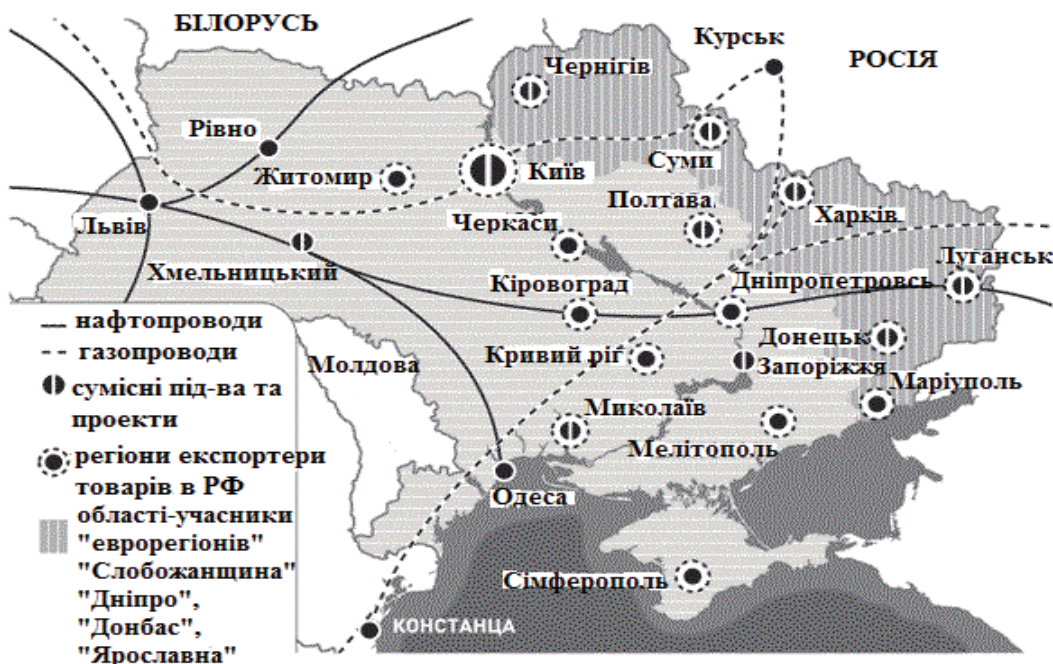 БІЛОРУСЬ
Курськ
РОСІЯ
Чернігів
Рівно
Житомир
Київ
Суми
Полтава
Харків
Львів
Черкаси
Хмельницький
Кіровоград
Дніпропетровсь
Луганськ
Молдова
Кривий ріг
Донецьк
Запоріжжя
Маріуполь
Миколаїв
Мелітополь
Одеса
Сімферополь
КОНСТАНЦА
нафтопроводи
газопроводи
сумісні під-ва та
проекти
регіони експортери
товарів в РФ
області-учасники
"еврорегіонів"
"Слобожанщина"
"Дніпро",
"Донбас",
"Ярославна"